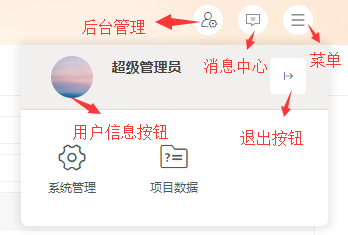 后台管理
超级管理员
消息中心
菜单
用户信息按钮
退出按钮
系统管理
项目数据